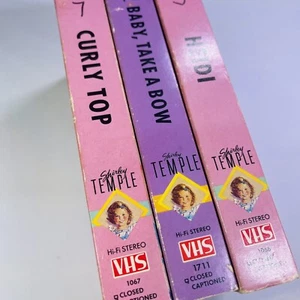 CURLY TOP
Shirley
TEMPLE
Hi-Fi STEREO
VHS
1067
CLOSED
CAPTIONED
BABY, TAKE A BOW
Shirley
TEMPLE
Hi-Fi STEREO
VHS
1711
CLOSED
CAPTIONED
HEIDI
Shirley
TEMPLE
Hi-Fi STEREO
VHS